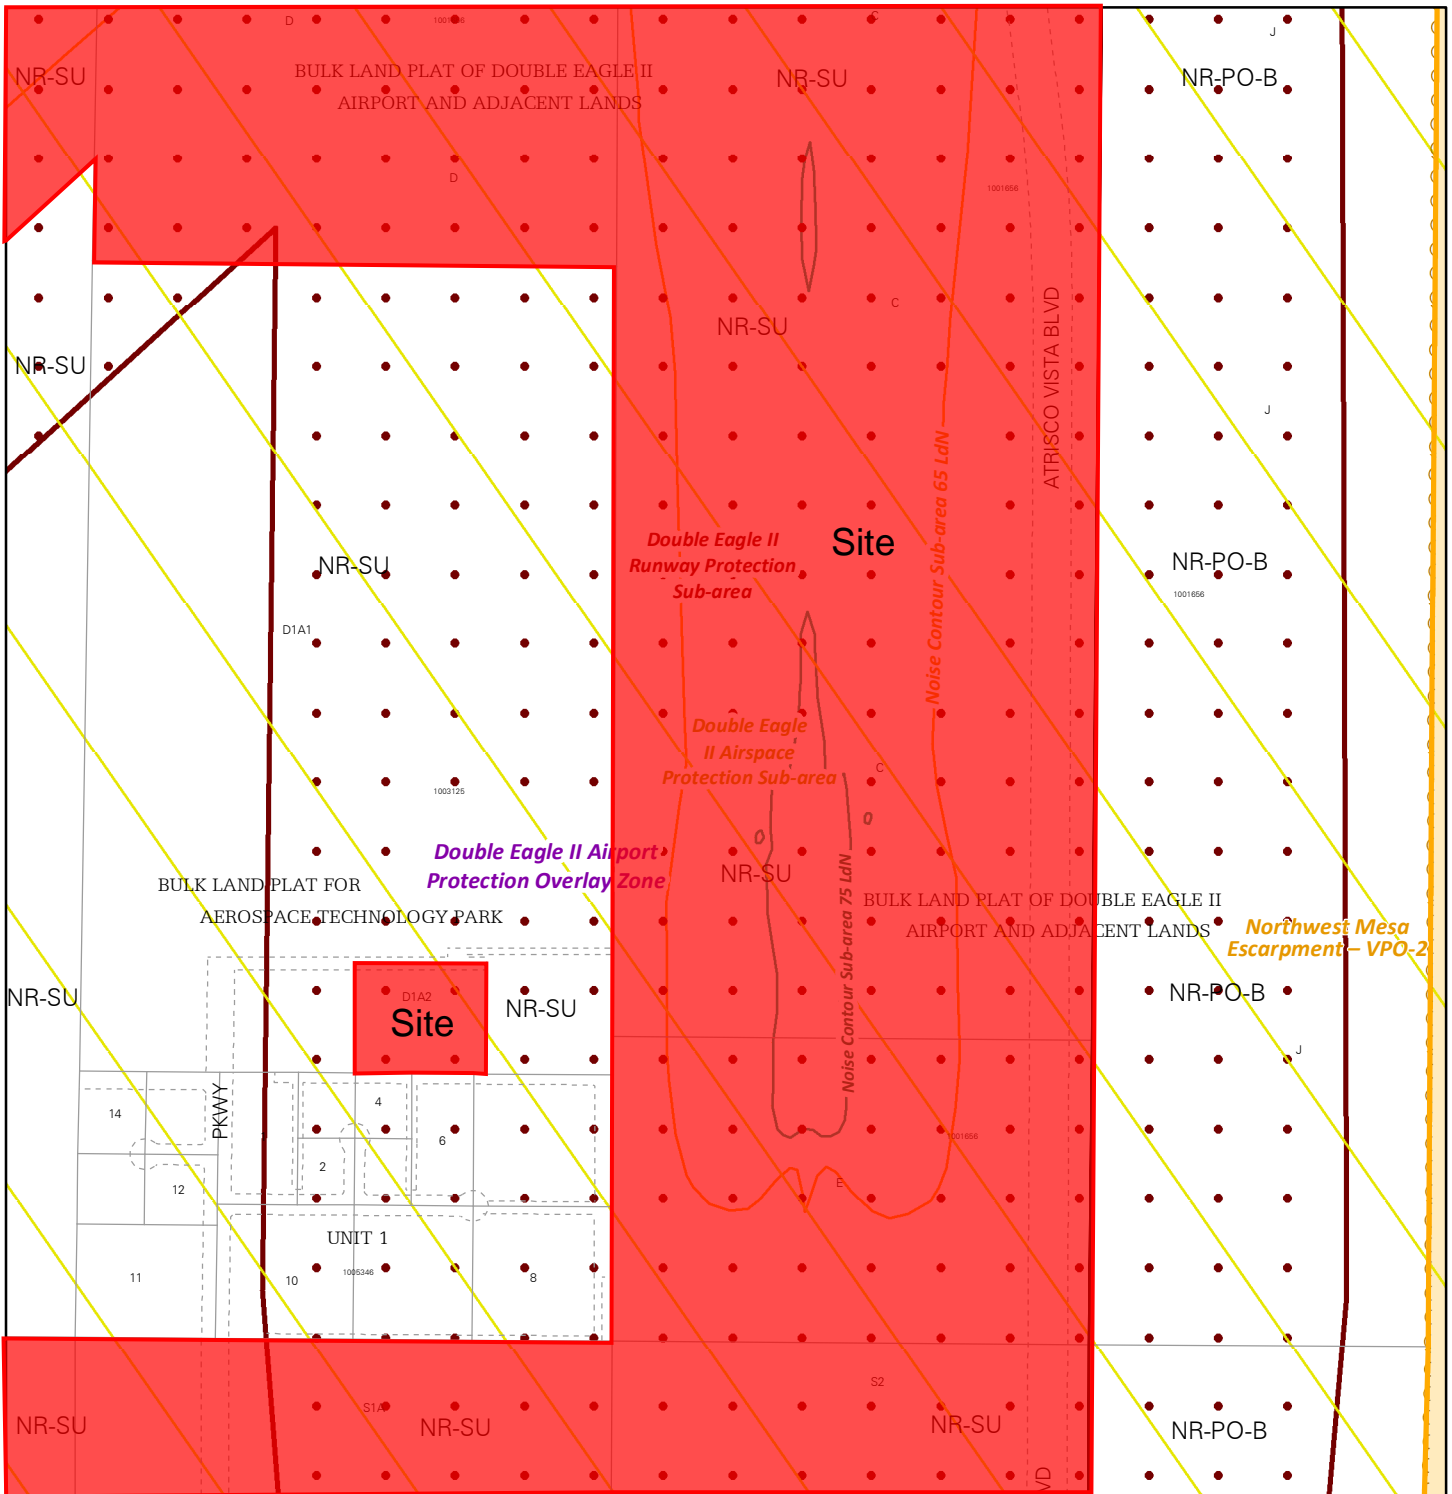 D
1001656
C
J
NR-SU
BULK LAND PLAT OF DOUBLE EAGLE II
AIRPORT AND ADJACENT LANDS
NR-SU
NR-PO-B
D
1001656
C
NR-SU
ATRISCO VISTA BLVD
NR-SU
J
Noise Contour Sub-area 65 LdN
Double Eagle II
Runway Protection
Sub-area
Site
NR-SU
NR-PO-B
1001656
D1A1
Double Eagle
II Airspace
Protection Sub-area
C
1003125
Double Eagle II Airport
Protection Overlay Zone
NR-SU
Noise Contour Sub-area 75 LdN
BULK LAND PLAT FOR
AEROSPACE TECHNOLOGY PARK
BULK LAND PLAT OF DOUBLE EAGLE II
AIRPORT AND ADJACENT LANDS
Northwest Mesa
Escarpment – VPO-2
NR-SU
D1A2
Site
NR-SU
NR-PO-B
J
14
PKWY
4
6
2
12
1001656
E
UNIT 1
11
10
1005346
8
S1A
S2
NR-SU
NR-SU
NR-SU
NR-PO-B
VD